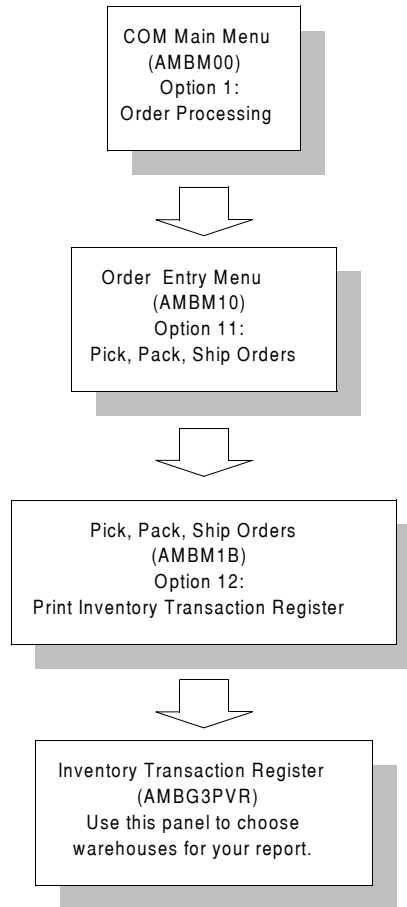 COM Main Menu
(AMBM00)
Option 1:
Order Processing
Order Entry Menu
(AMBM10)
Option 11:
Pick, Pack, Ship Orders
Pick, Pack, Ship Orders
(AMBM1B)
Option 12:
Print Inventory Transaction Register
Inventory Transaction Register
(AMBG3PVR)
Use this panel to choose
warehouses for your report.